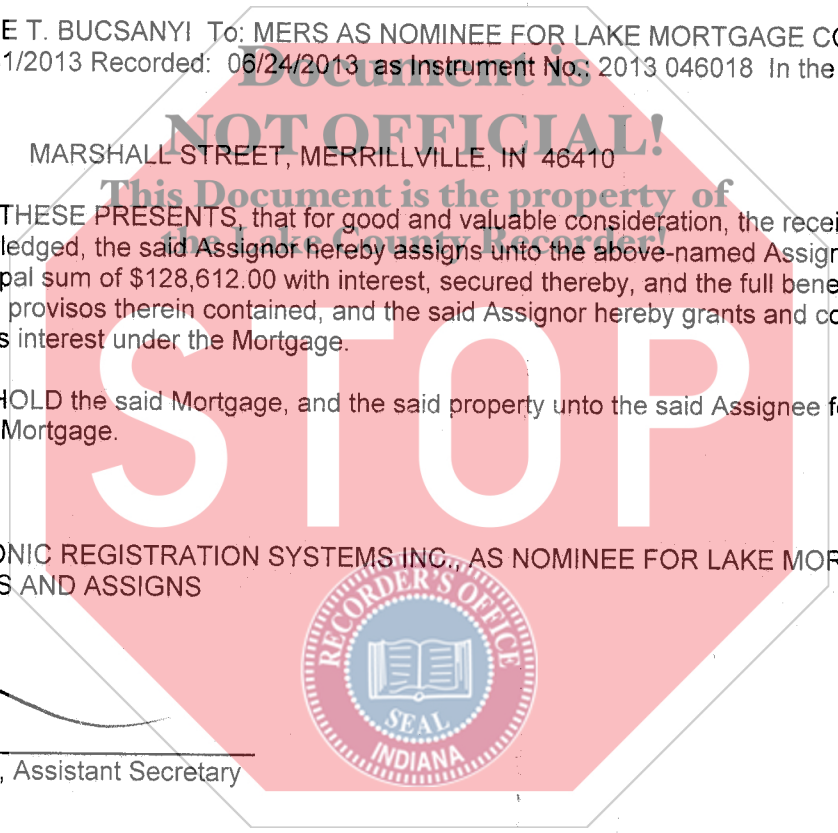 E T. BUCSANYI To: MERS AS NOMINEE FOR LAKE MORTGAGE CO
1/2013 Recorded: 06/24/2013 as Instrument No.: 2013 046018 In the
Document is
NOT OFFICIAL!
MARSHALL STREET, MERRILLVILLE, IN 46410
This Document is the property of
the Lake County Recorder!
THESE PRESENTS, that for good and valuable consideration, the recei
ledged, the said Assignor hereby assigns unto the above-named Assign
pal sum of $128,612.00 with interest, secured thereby, and the full bene
provisos therein contained, and the said Assignor hereby grants and co
s interest under the Mortgage.
HOLD the said Mortgage, and the said property unto the said Assignee f
Mortgage.
STOP
ONIC REGISTRATION SYSTEMS INC., AS NOMINEE FOR LAKE MOR
S AND ASSIGNS
RECORDER'S OFFICE
SEAL
INDIANA
, Assistant Secretary